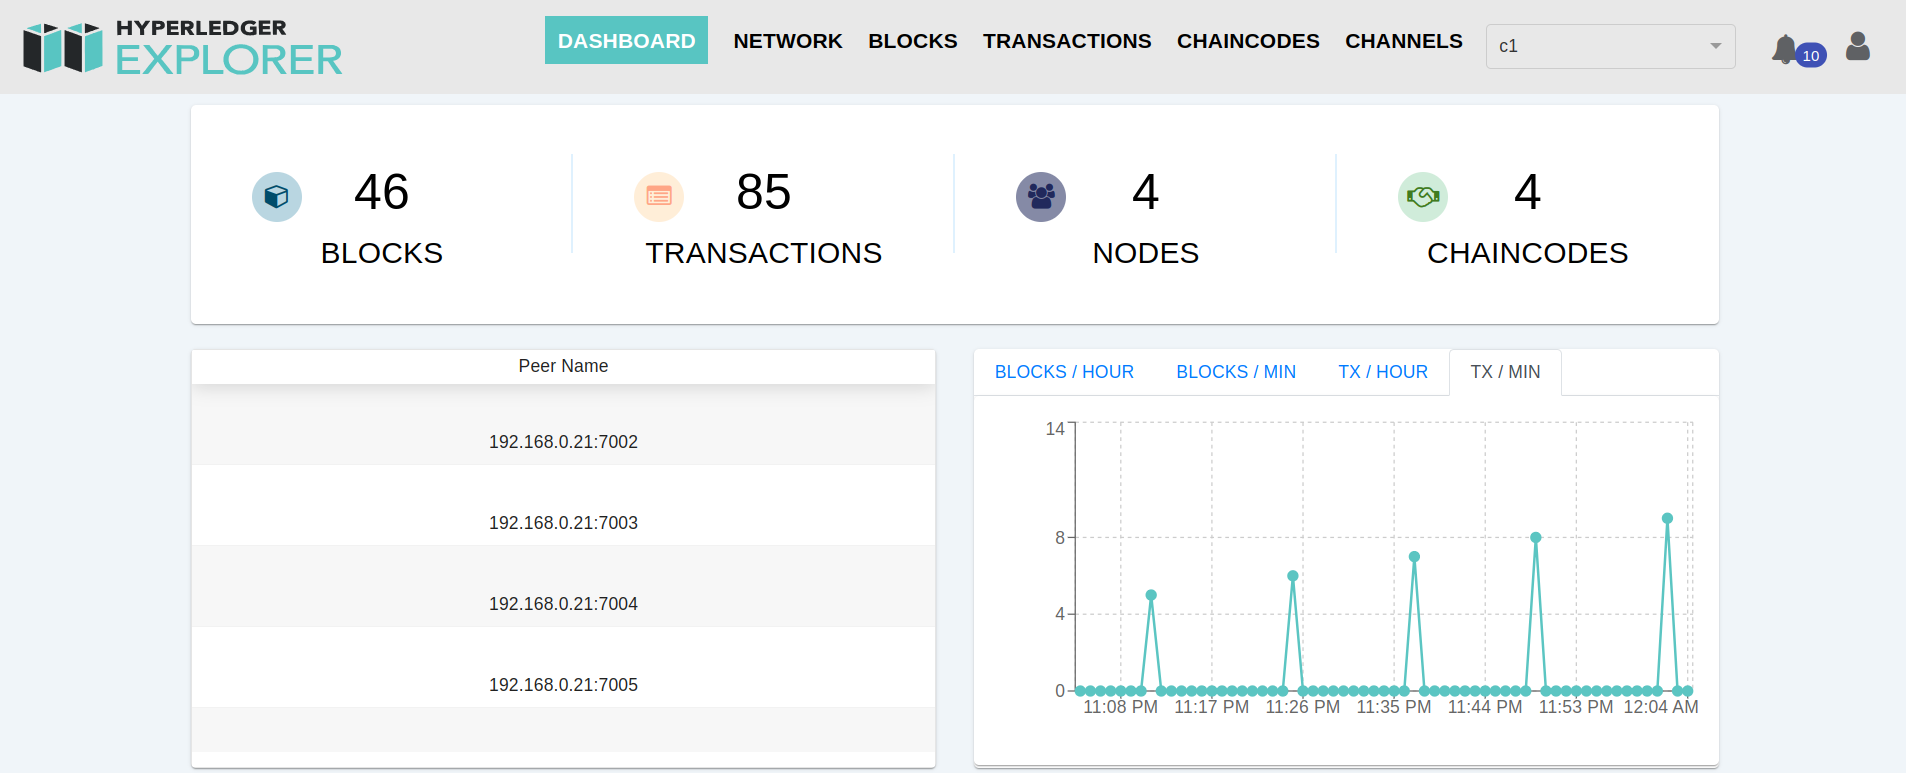 HYPERLEDGER
EXPLORER
DASHBOARD NETWORK BLOCKS TRANSACTIONS CHAINCODES CHANNELS c1 10
46 85 4 4
BLOCKS TRANSACTIONS NODES CHAINCODES
Peer Name
192.168.0.21:7002
192.168.0.21:7003
192.168.0.21:7004
192.168.0.21:7005
BLOCKS / HOUR BLOCKS / MIN TX / HOUR TX / MIN
14
8
4
0
11:08 PM 11:17 PM 11:26 PM 11:35 PM 11:44 PM 11:53 PM 12:04 AM